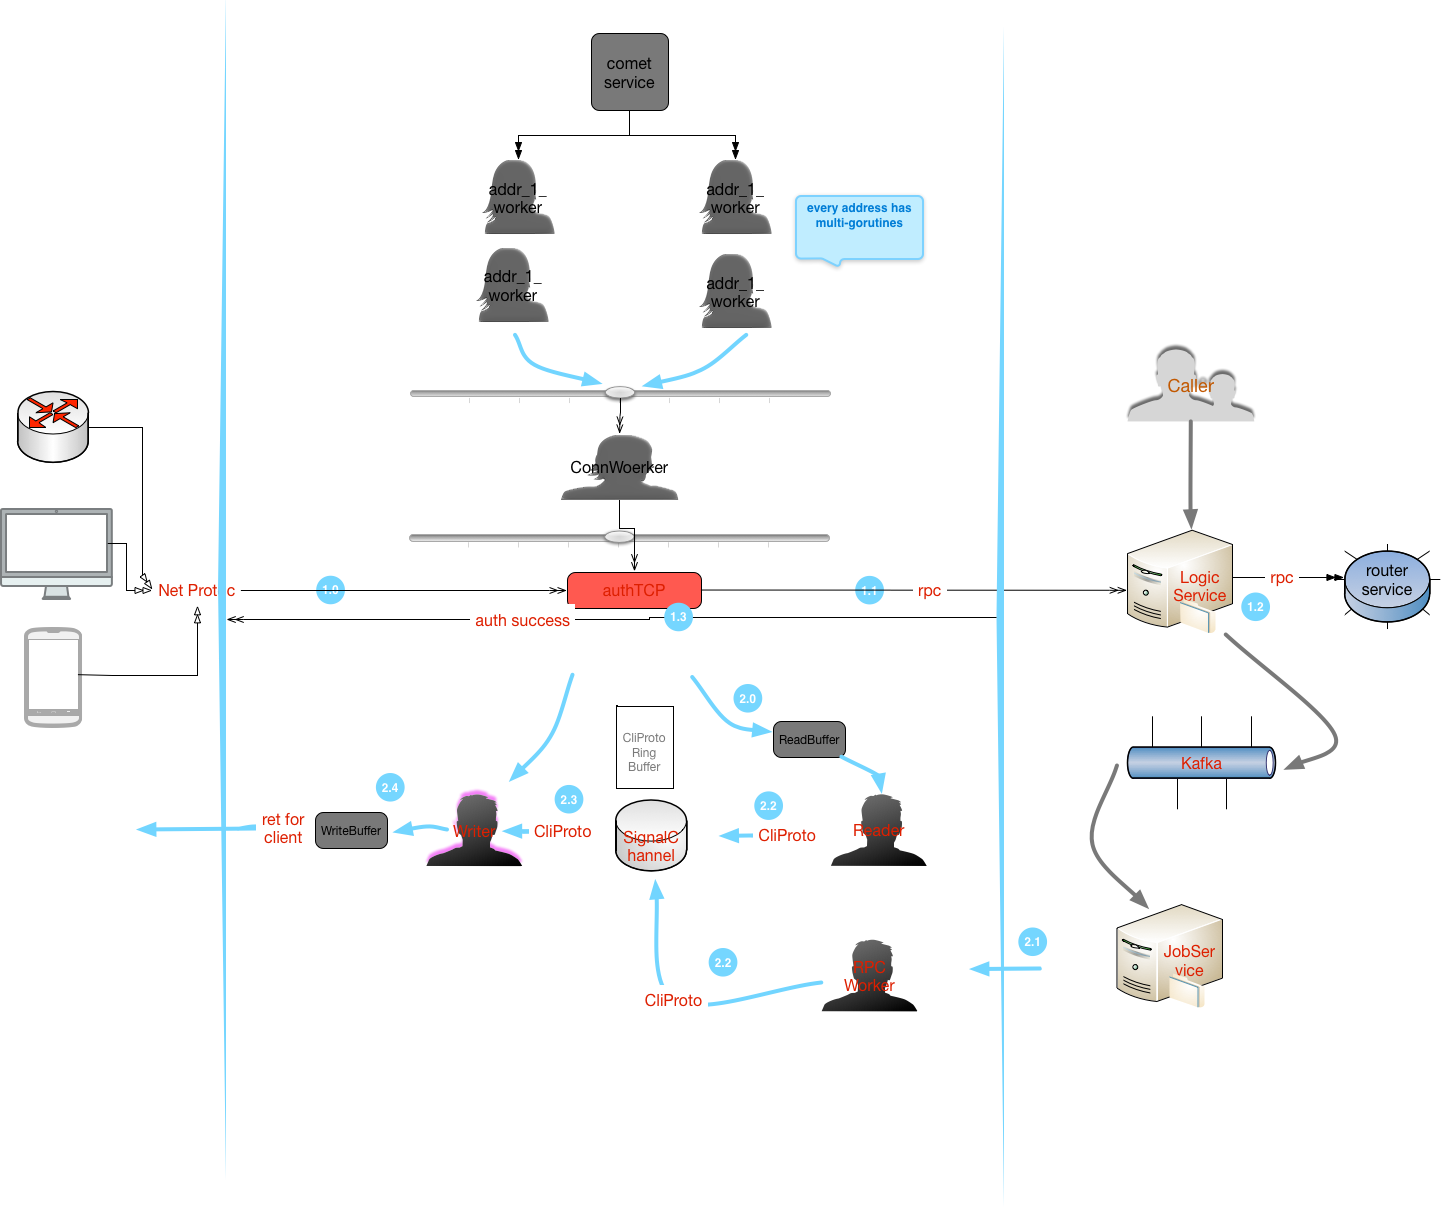 comet
service
addr_1_
worker
addr_1_
worker
every address has
multi-gorutines
addr_1_
worker
addr_1_
worker
Caller
ConnWoerker
Net Prot c
1.0
authTCP
1.1
rpc
Logic
Service
rpc
router
service
1.2
auth success
1.3
2.0
CliProto
Ring
Buffer
ReadBuffer
Kafka
2.4
2.3
2.2
ret for
client
WriteBuffer
Writer
CliProto
SignalC
hannel
CliProto
Reader
2.1
JobSer
vice
2.2
RPC
Worker
CliProto